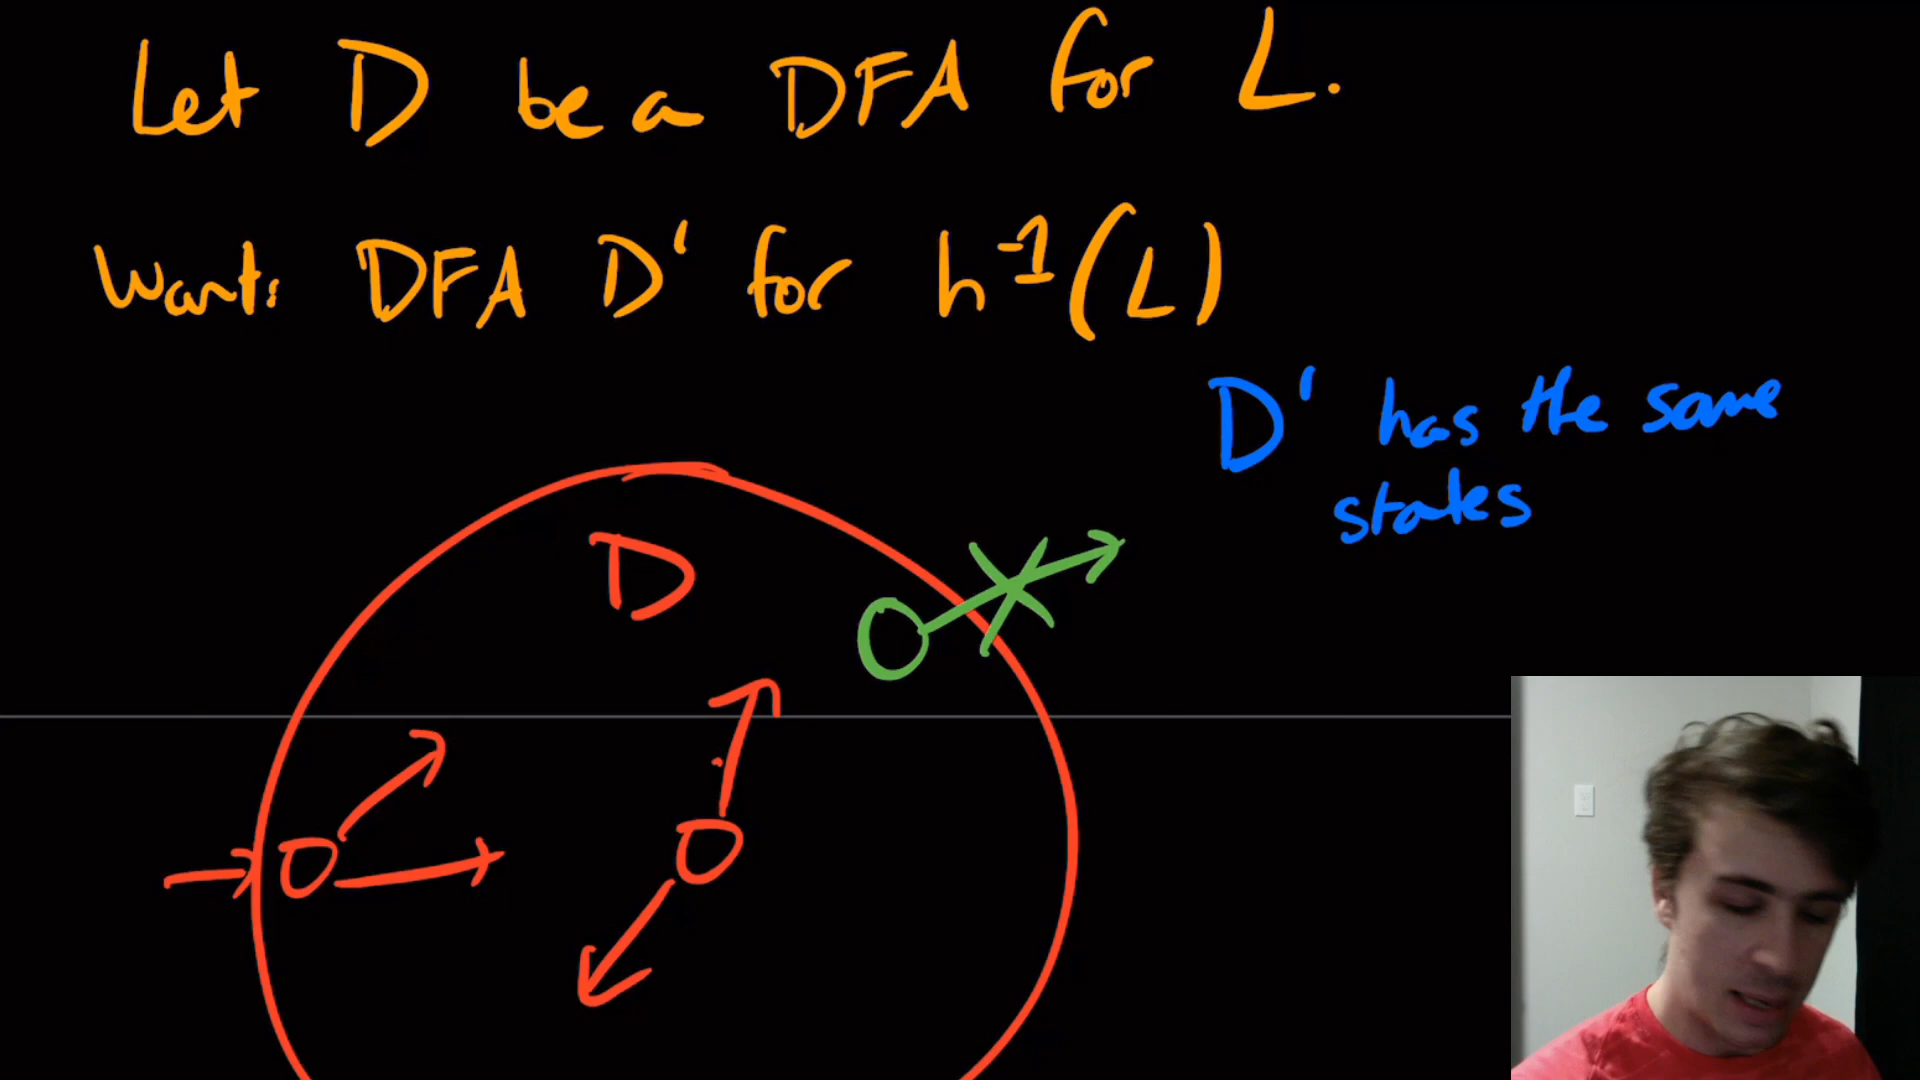 Let D be a DFA for L.
Want: DFA D' for h⁻¹(L)
D' has the same
states
D